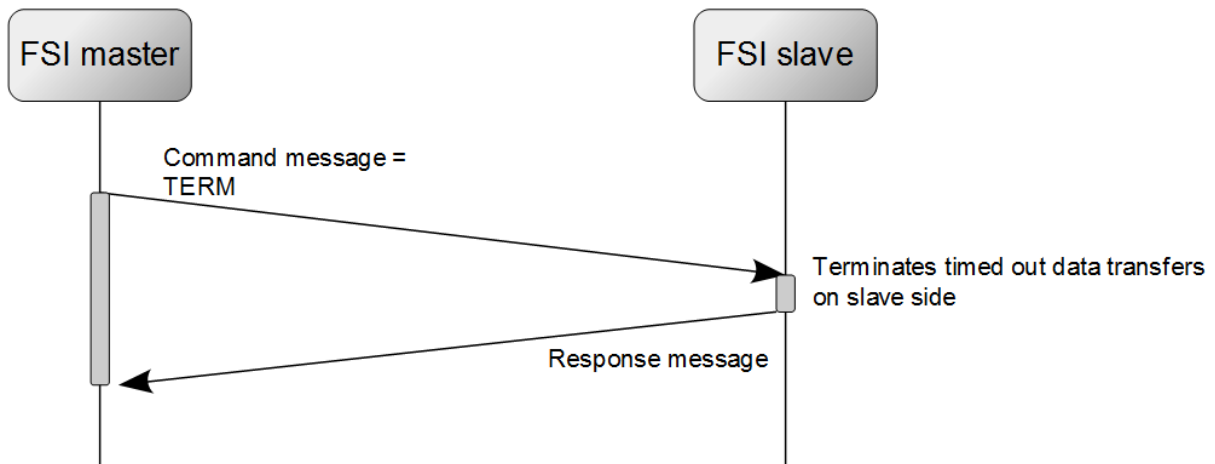 FSI master
FSI slave
Command message =
TERM
Terminates timed out data transfers
on slave side
Response message